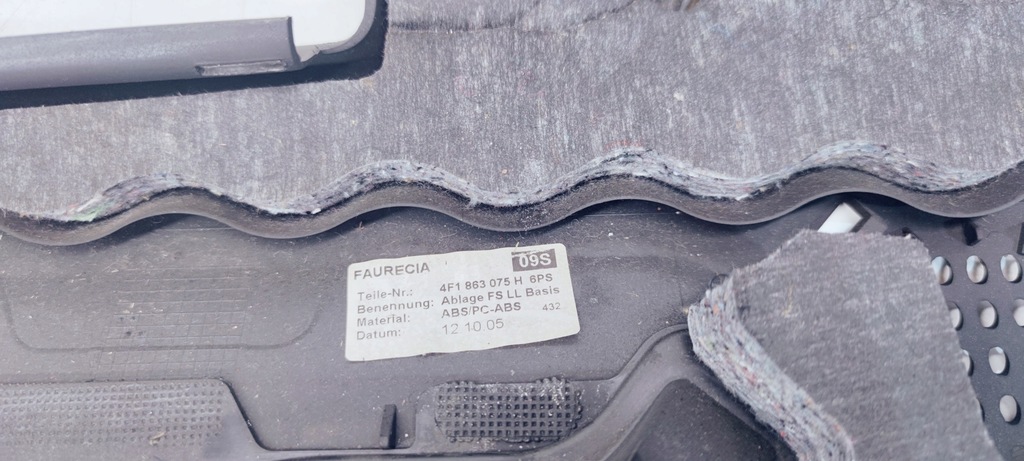 FAURECIA 09S
Teile-Nr.: 4F1 863 075 H 6PS
Benennung: Ablage FS LL Basis
Material: ABS/PC-ABS 432
Datum: 12 10.05